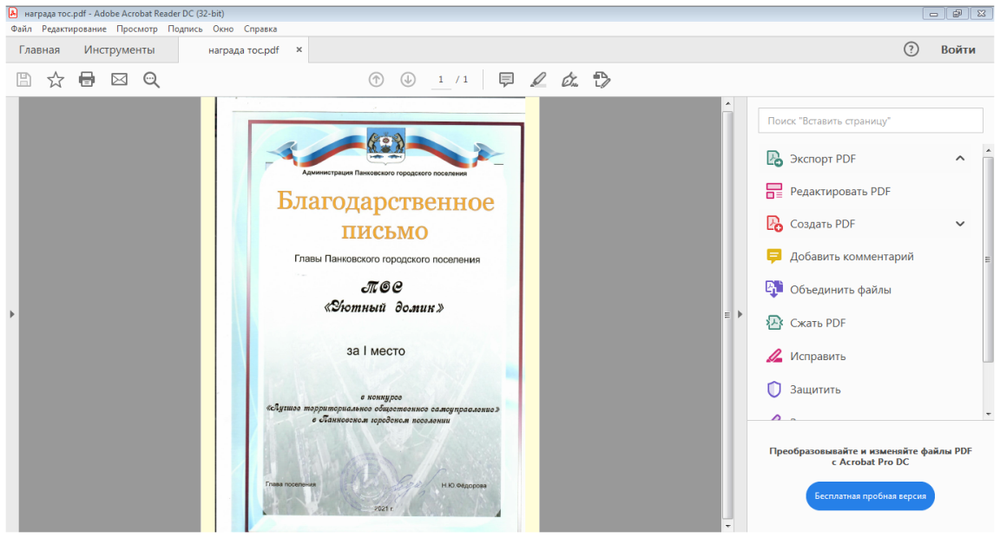 награда тос.pdf - Adobe Acrobat Reader DC (32-bit)
Файл Редактирование Просмотр Подпись Окно Справка
Главная Инструменты награда тос.pdf × Войти
1 / 1
Поиск "Вставить страницу"
Экспорт PDF
Редактировать PDF
Создать PDF
Добавить комментарий
Объединить файлы
Сжать PDF
Исправить
Защитить
Преобразовывайте и изменяйте файлы PDF
с Acrobat Pro DC
Бесплатная пробная версия
Администрация Панковского городского поселения
Благодарственное
письмо
Главы Панковского городского поселения
ТОС
«Уютный домик»
за I место
в конкурсе
«Лучшее территориальное общественное самоуправление»
в Панковском городском поселении
Глава поселения Н.Ю.Фёдорова
2021 г.